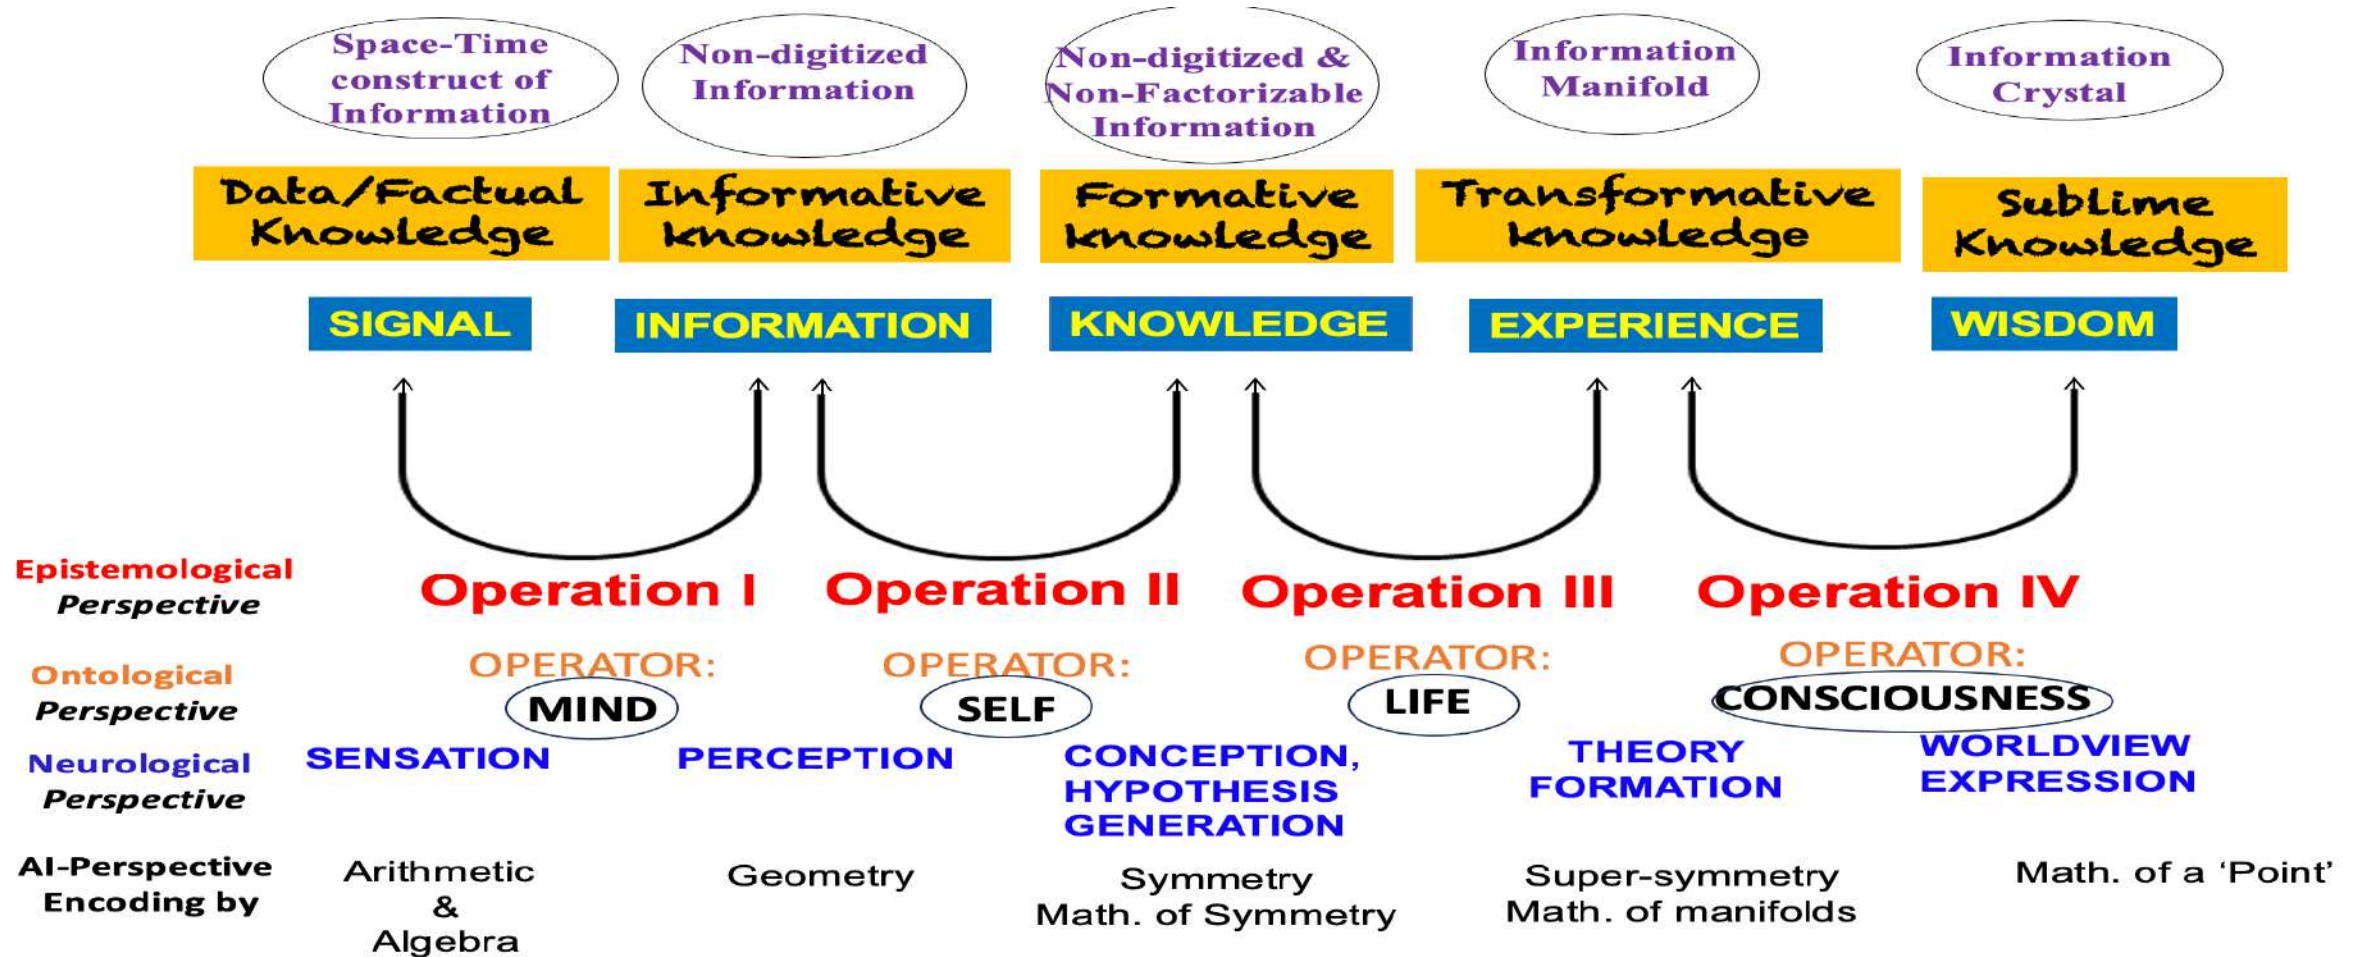 Space-Time
construct of
Information
Non-digitized
Information
Non-digitized &
Non-Factorizable
Information
Information
Manifold
Information
Crystal
Data/Factual
Knowledge
Informative
knowledge
Formative
knowledge
Transformative
knowledge
Sublime
Knowledge
SIGNAL
INFORMATION
KNOWLEDGE
EXPERIENCE
WISDOM
Epistemological
Perspective
Operation I
Operation II
Operation III
Operation IV
Ontological
Perspective
OPERATOR:
MIND
OPERATOR:
SELF
OPERATOR:
LIFE
OPERATOR:
CONSCIOUSNESS
Neurological
Perspective
SENSATION
PERCEPTION
CONCEPTION,
HYPOTHESIS
GENERATION
THEORY
FORMATION
WORLDVIEW
EXPRESSION
AI-Perspective
Encoding by
Arithmetic
&
Algebra
Geometry
Symmetry
Math. of Symmetry
Super-symmetry
Math. of manifolds
Math. of a ‘Point’